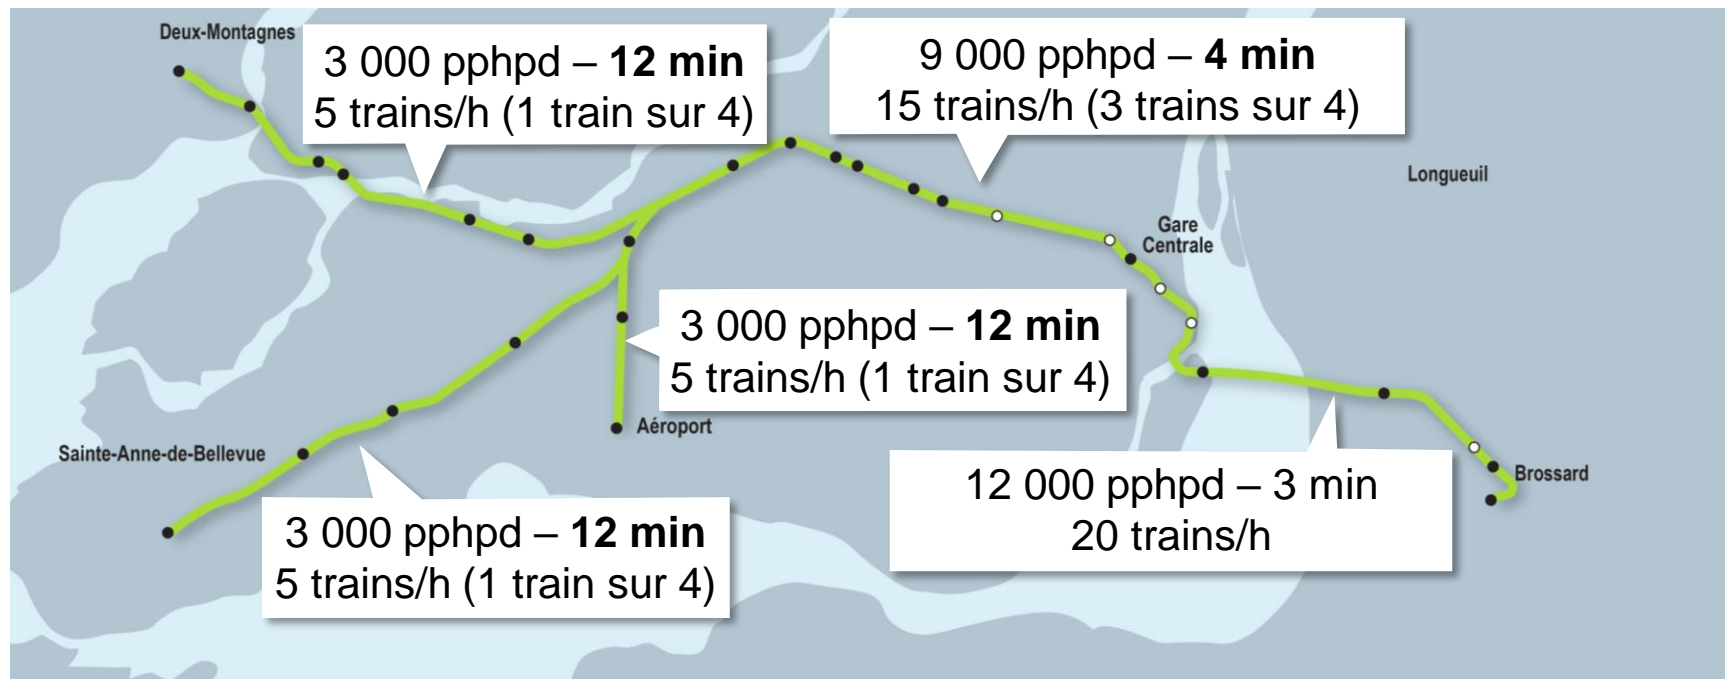 Deux-Montagnes
3 000 pphpd – 12 min
5 trains/h (1 train sur 4)
9 000 pphpd – 4 min
15 trains/h (3 trains sur 4)
Longueuil
Gare
Centrale
3 000 pphpd – 12 min
5 trains/h (1 train sur 4)
Aéroport
Sainte-Anne-de-Bellevue
12 000 pphpd – 3 min
20 trains/h
Brossard
3 000 pphpd – 12 min
5 trains/h (1 train sur 4)